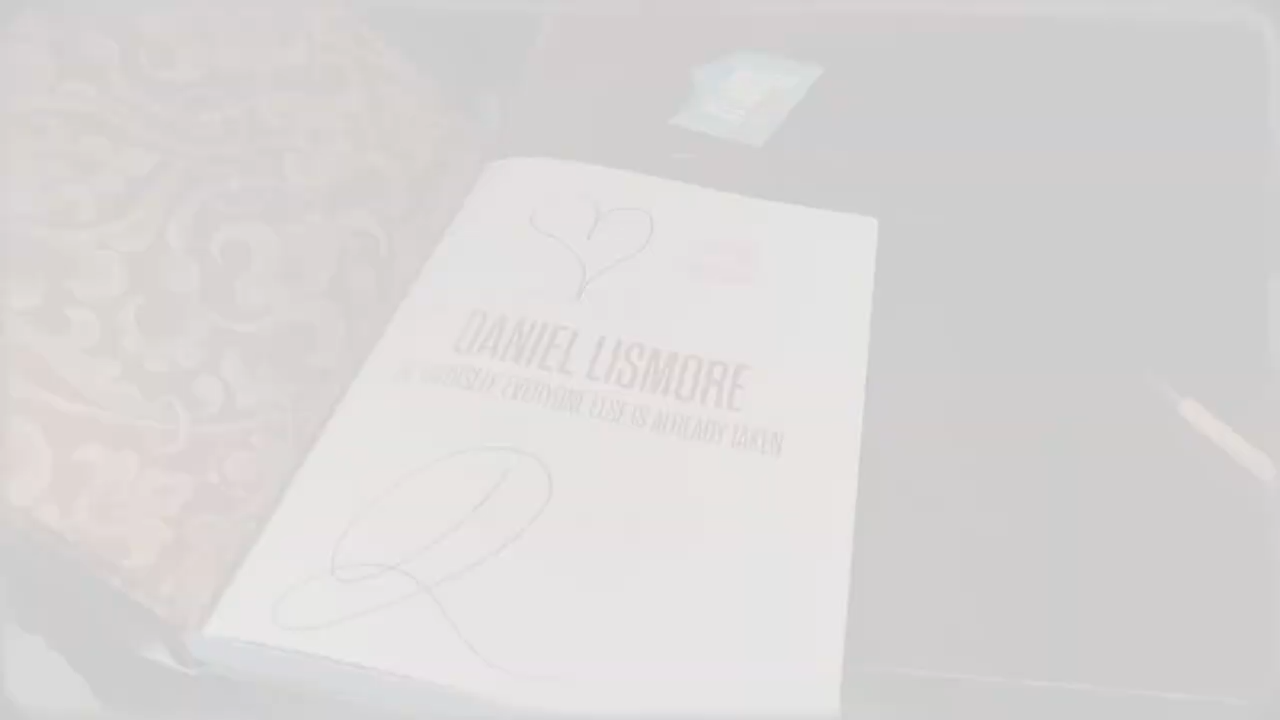 DANIEL LISMORE
BE YOURSELF, EVERYONE ELSE IS ALREADY TAKEN